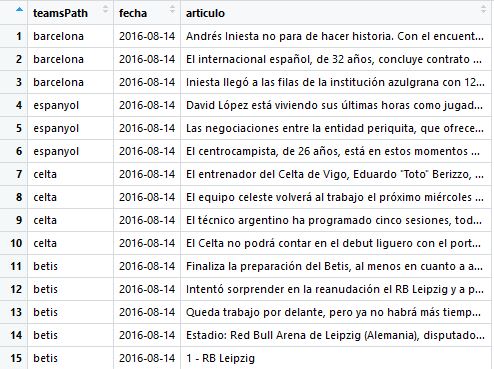 teamsPath fecha articulo
1 barcelona 2016-08-14 Andrés Iniesta no para de hacer historia. Con el encuent...
2 barcelona 2016-08-14 El internacional español, de 32 años, concluye contrato ...
3 barcelona 2016-08-14 Iniesta llegó a las filas de la institución azulgrana con 12...
4 espanyol 2016-08-14 David López está viviendo sus últimas horas como jugad...
5 espanyol 2016-08-14 Las negociaciones entre la entidad periquita, que ofrece...
6 espanyol 2016-08-14 El centrocampista, de 26 años, está en estos momentos ...
7 celta 2016-08-14 El entrenador del Celta de Vigo, Eduardo "Toto" Berizzo, ...
8 celta 2016-08-14 El equipo celeste volverá al trabajo el próximo miércoles ...
9 celta 2016-08-14 El técnico argentino ha programado cinco sesiones, tod...
10 celta 2016-08-14 El Celta no podrá contar en el debut liguero con el port...
11 betis 2016-08-14 Finaliza la preparación del Betis, al menos en cuanto a a...
12 betis 2016-08-14 Intentó sorprender en la reanudación el RB Leipzig y a p...
13 betis 2016-08-14 Queda trabajo por delante, pero ya no habrá más tiemp...
14 betis 2016-08-14 Estadio: Red Bull Arena de Leipzig (Alemania), disputado...
15 betis 2016-08-14 1 - RB Leipzig